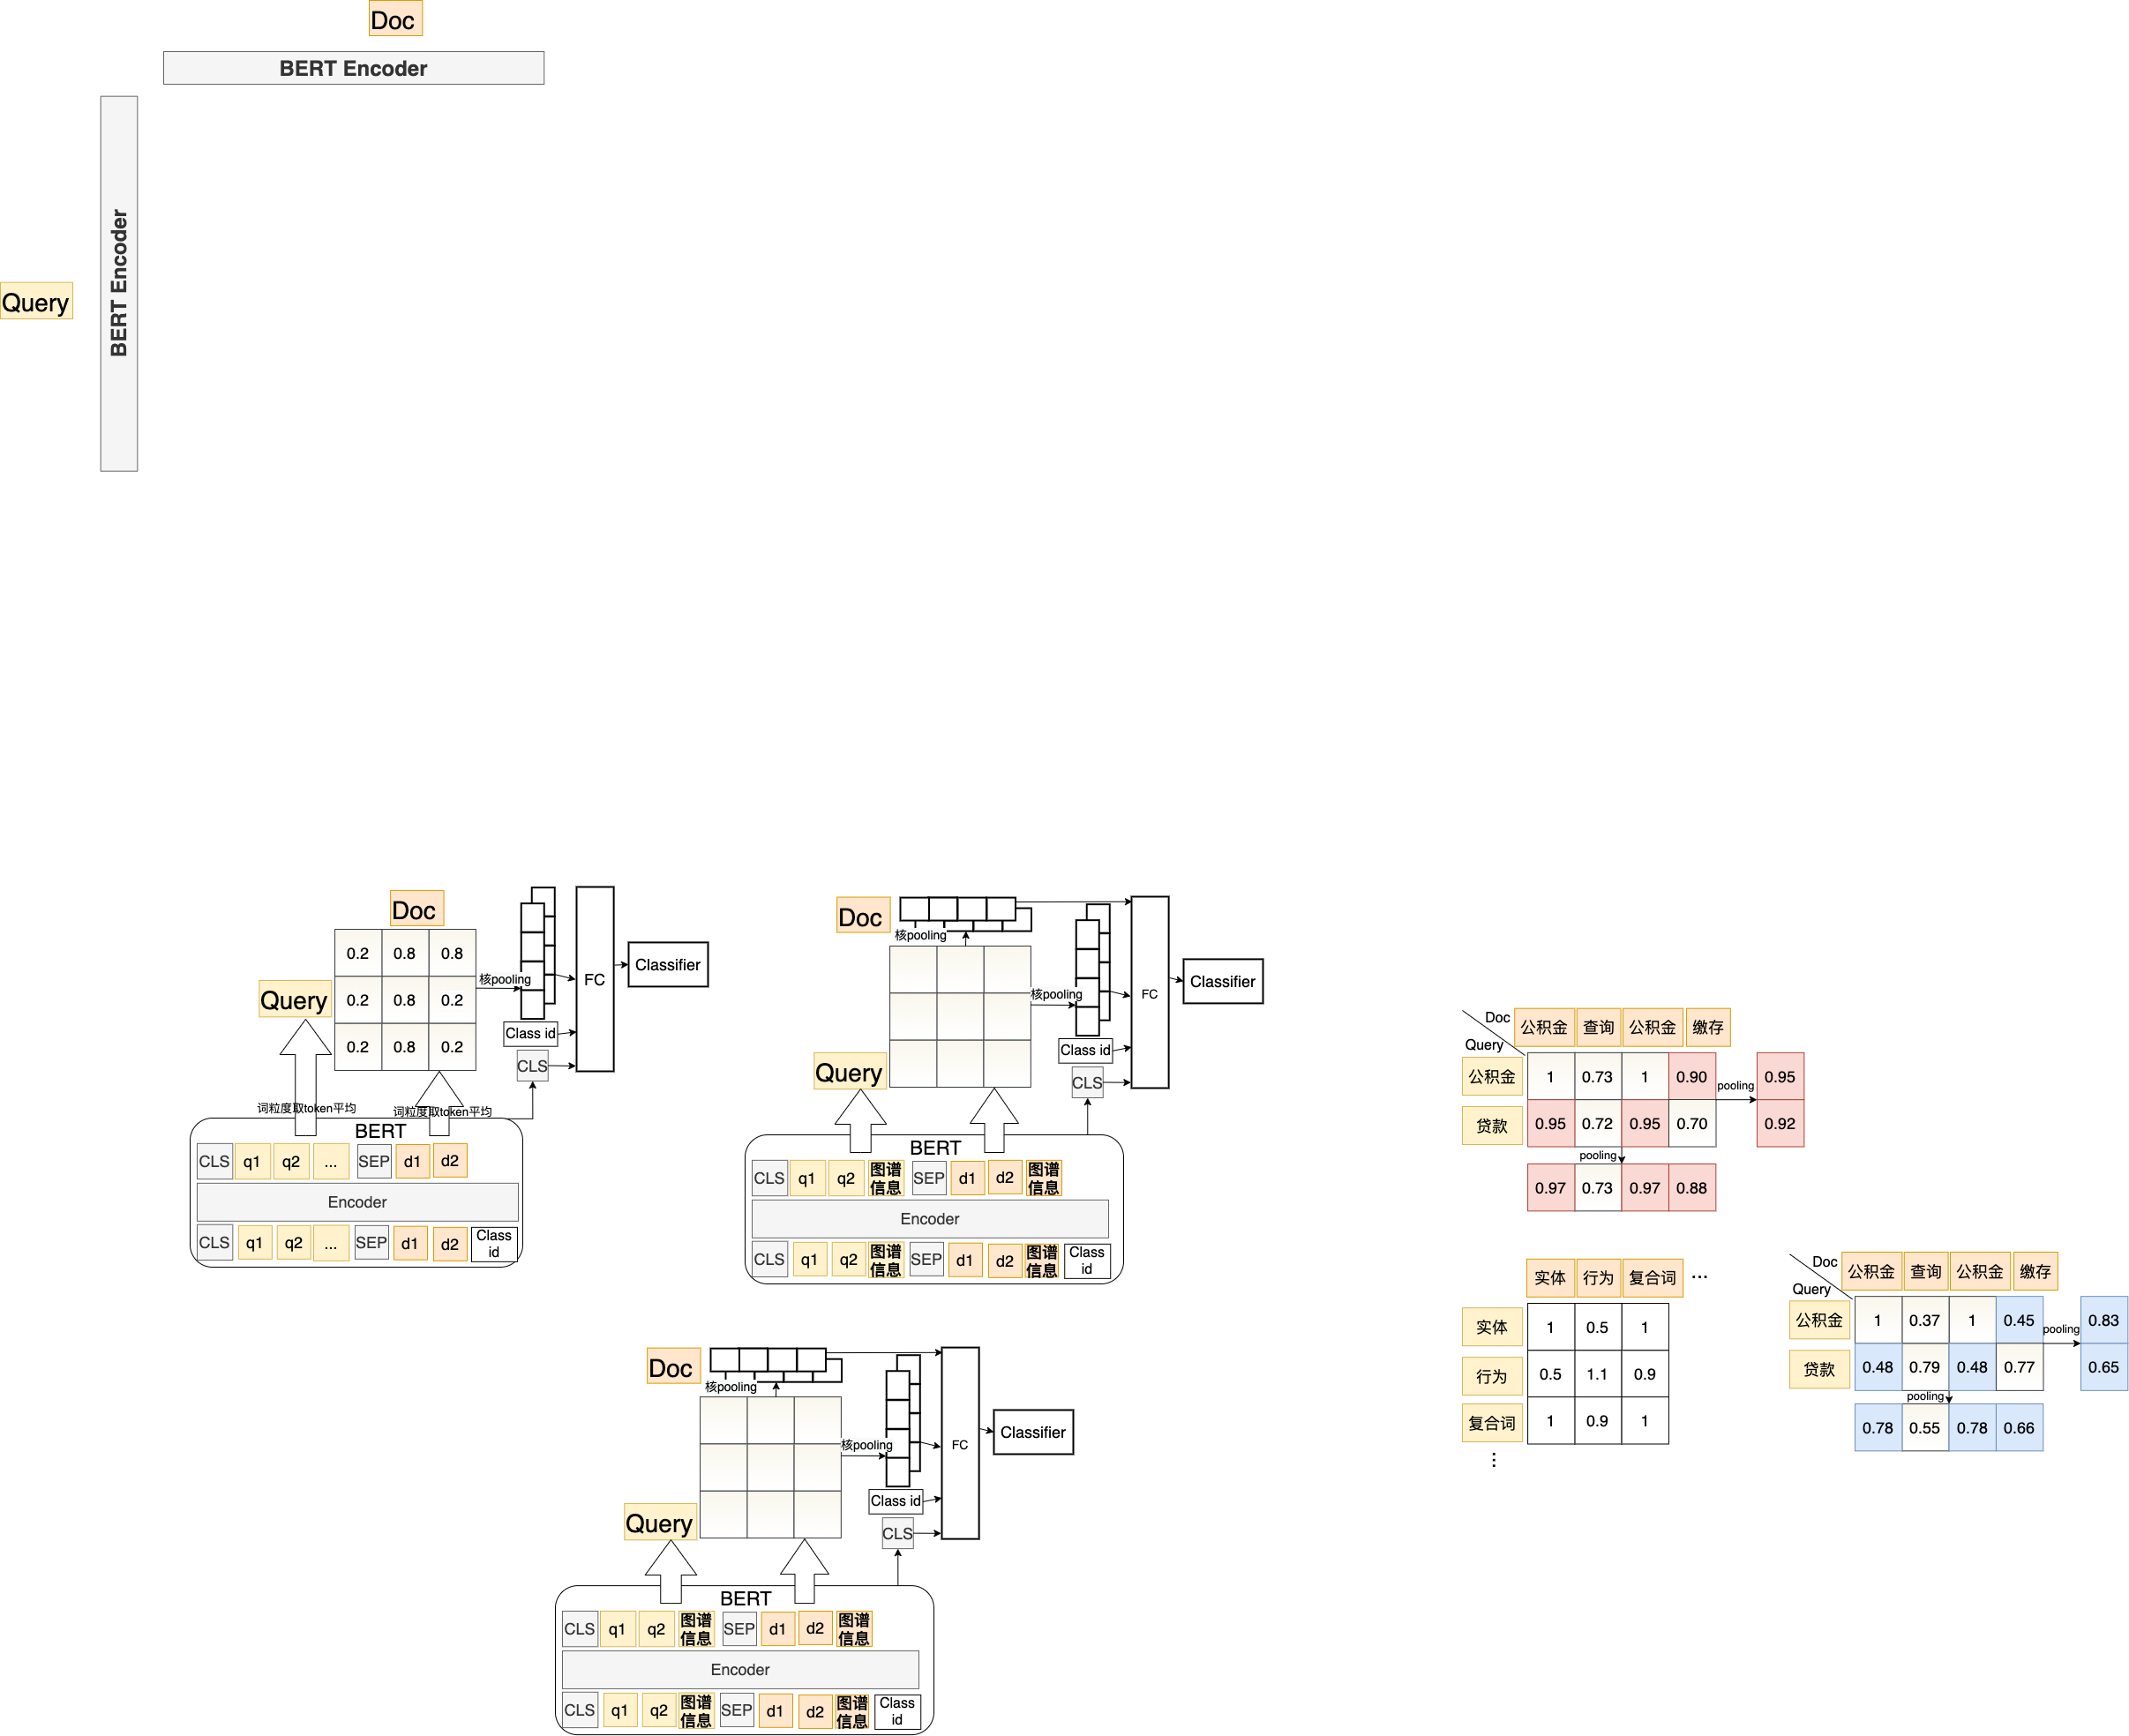 Doc
BERT Encoder
BERT Encoder
Query
Doc
0.2 0.8 0.8
Query
0.2 0.8 0.2
0.2 0.8 0.2
核pooling
FC
Classifier
Class id
CLS
词粒度取token平均
词粒度取token平均
BERT
CLS q1 q2 ... SEP d1 d2
Encoder
CLS q1 q2 ... SEP d1 d2 Class
id
Doc
核pooling
核pooling
FC
Classifier
Class id
Query
CLS
BERT
CLS q1 q2 图谱 SEP d1 d2 图谱
信息 信息
Encoder
CLS q1 q2 图谱 SEP d1 d2 图谱 Class
信息 信息 id
Doc
核pooling
核pooling
FC
Classifier
Class id
Query
CLS
BERT
CLS q1 q2 图谱 SEP d1 d2 图谱
信息 信息
Encoder
CLS q1 q2 图谱 SEP d1 d2 图谱 Class
信息 信息 id
Doc 公积金 查询 公积金 缴存
Query
公积金 1 0.73 1 0.90 pooling 0.95
贷款 0.95 0.72 0.95 0.70 0.92
pooling
0.97 0.73 0.97 0.88
实体 行为 复合词 ...
实体 1 0.5 1
行为 0.5 1.1 0.9
复合词 1 0.9 1
...
Doc 公积金 查询 公积金 缴存
Query
公积金 1 0.37 1 0.45 pooling 0.83
贷款 0.48 0.79 0.48 0.77 0.65
pooling
0.78 0.55 0.78 0.66